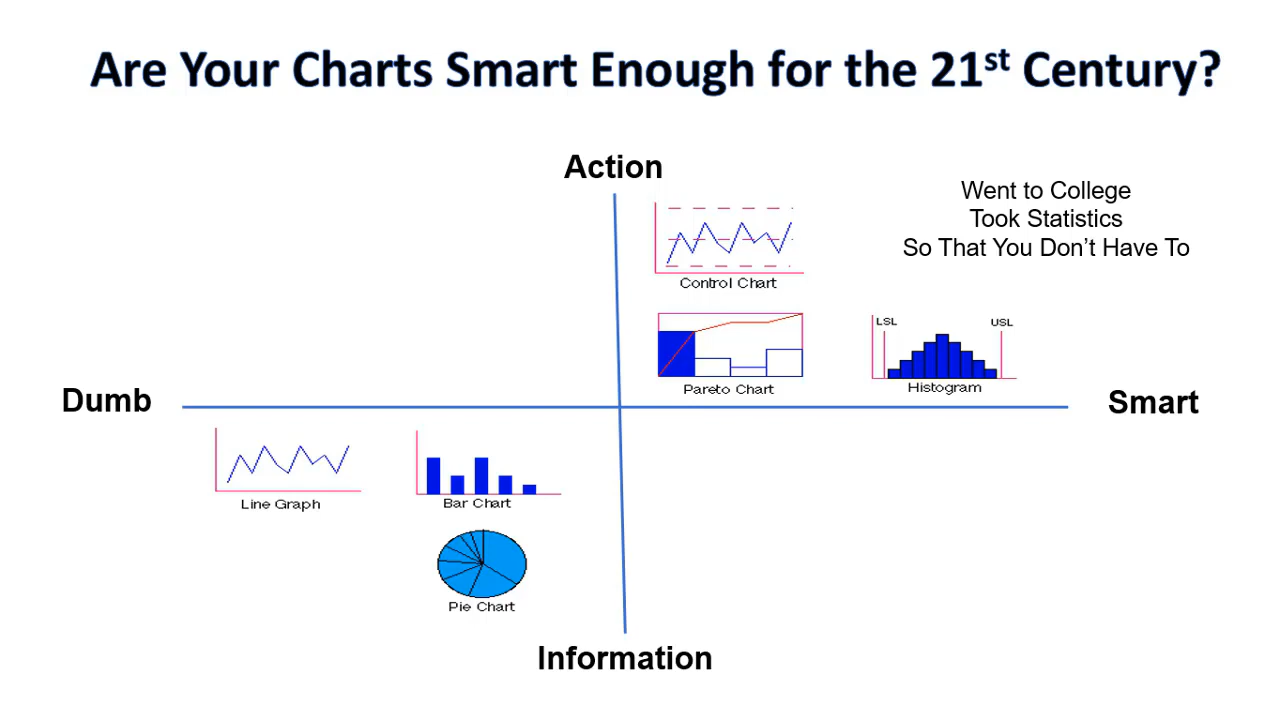 Are Your Charts Smart Enough for the 21st Century?
Action
Went to College
Took Statistics
So That You Don't Have To
Control Chart
LSL
USL
Pareto Chart
Histogram
Dumb
Smart
Line Graph
Bar Chart
Pie Chart
Information